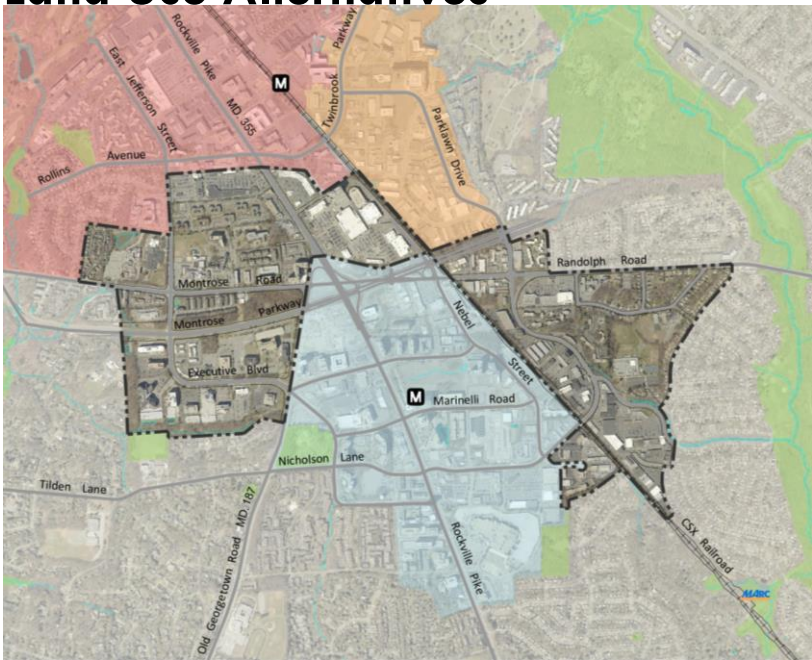 Land Use Alternatives
Rockville Pike MD 355
Parkway
East Jefferson Street
M
Twinbrook
Parklawn Drive
Avenue
Rollins
Randolph Road
Montrose Road
Parkway
Montrose
Nebel Street
Executive Blvd
M
Marinelli Road
Nicholson Lane
Tilden Lane
Old Georgetown Road MD 187
Rockville Pike
CSX Railroad
MARC